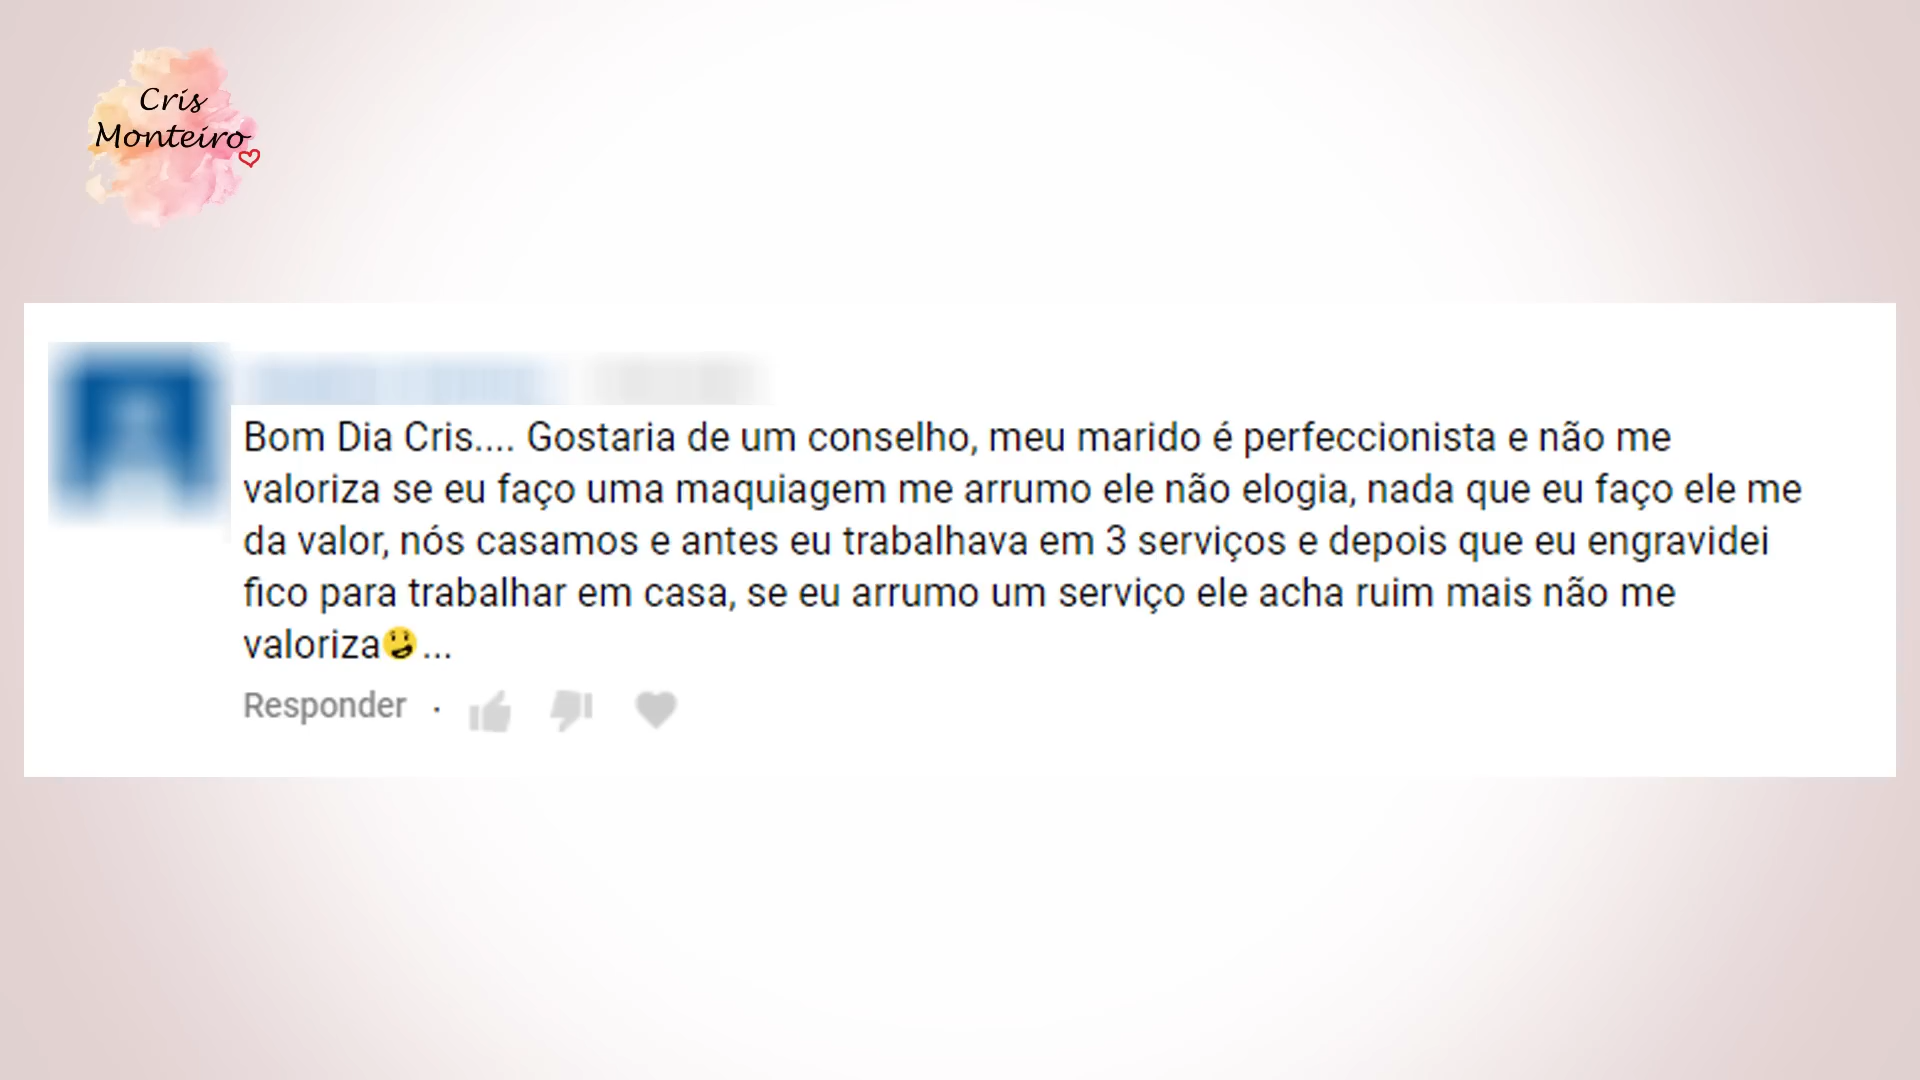 Cris
Monteiro
Bom Dia Cris.... Gostaria de um conselho, meu marido é perfeccionista e não me
valoriza se eu faço uma maquiagem me arrumo ele não elogia, nada que eu faço ele me
da valor, nós casamos e antes eu trabalhava em 3 serviços e depois que eu engravidei
fico para trabalhar em casa, se eu arrumo um serviço ele acha ruim mais não me
valoriza...
Responder